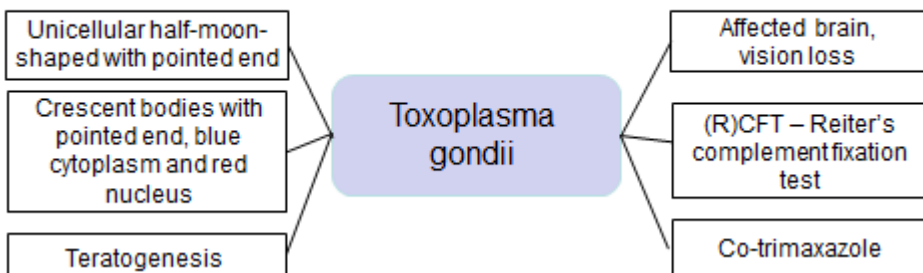 Unicellular half-moon-
shaped with pointed end
Crescent bodies with
pointed end, blue
cytoplasm and red
nucleus
Teratogenesis
Toxoplasma
gondii
Affected brain,
vision loss
(R)CFT – Reiter's
complement fixation
test
Co-trimaxazole